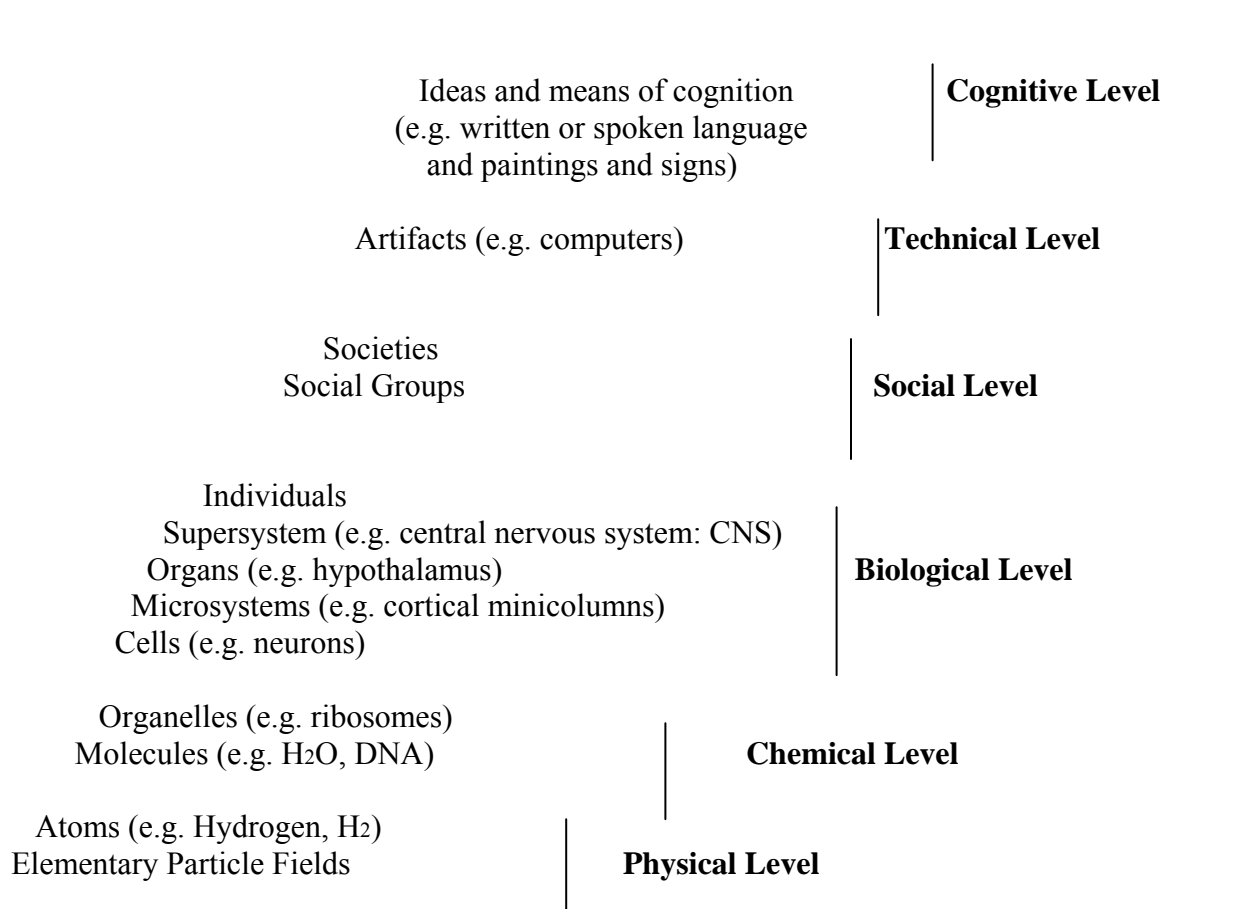 Ideas and means of cognition Cognitive Level
(e.g. written or spoken language
and paintings and signs)
Artifacts (e.g. computers) Technical Level
Societies
Social Groups Social Level
Individuals
Supersystem (e.g. central nervous system: CNS)
Organs (e.g. hypothalamus) Biological Level
Microsystems (e.g. cortical minicolumns)
Cells (e.g. neurons)
Organelles (e.g. ribosomes)
Molecules (e.g. H2O, DNA) Chemical Level
Atoms (e.g. Hydrogen, H2)
Elementary Particle Fields Physical Level